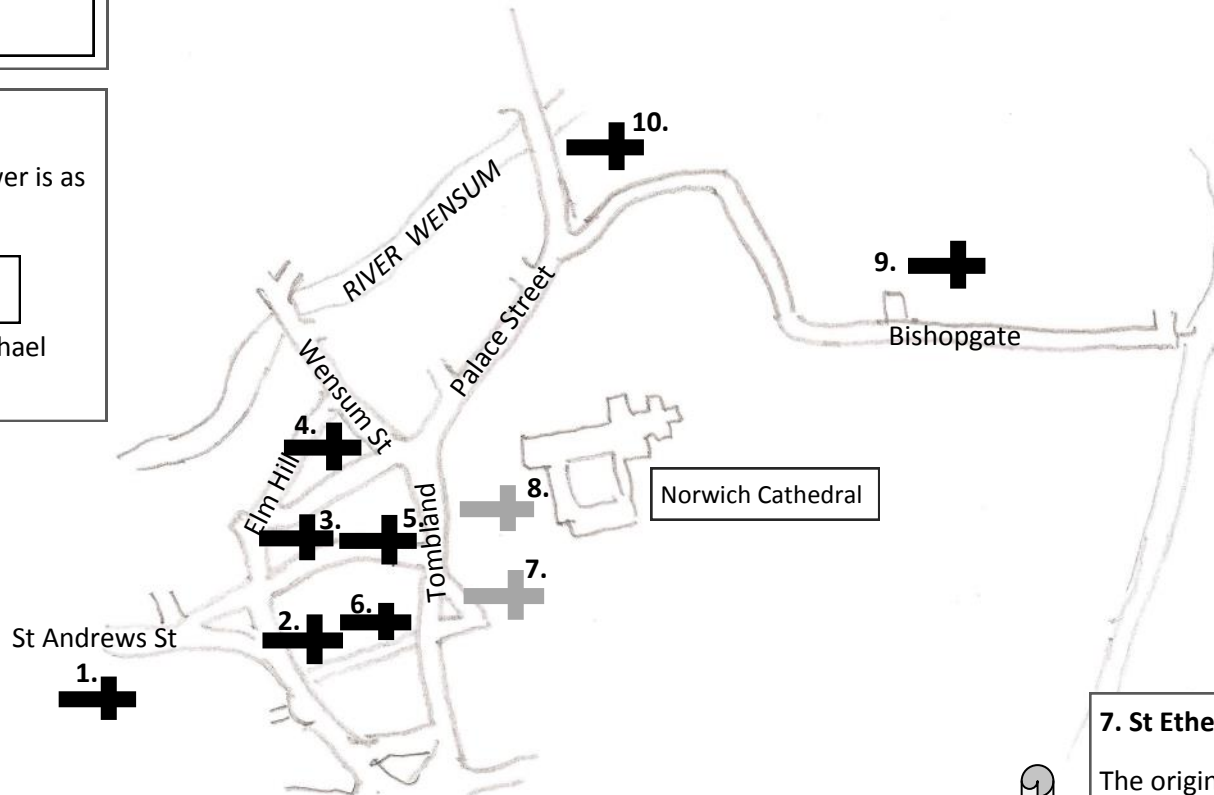 ver is as
hael
10.
RIVER WENSUM
9.
Bishopgate
Palace Street
Wensum St
4.
Elm Hill
8.
Norwich Cathedral
3.
5.
Tombland
7.
6.
2.
St Andrews St
1.
7. St Ethe
The origin